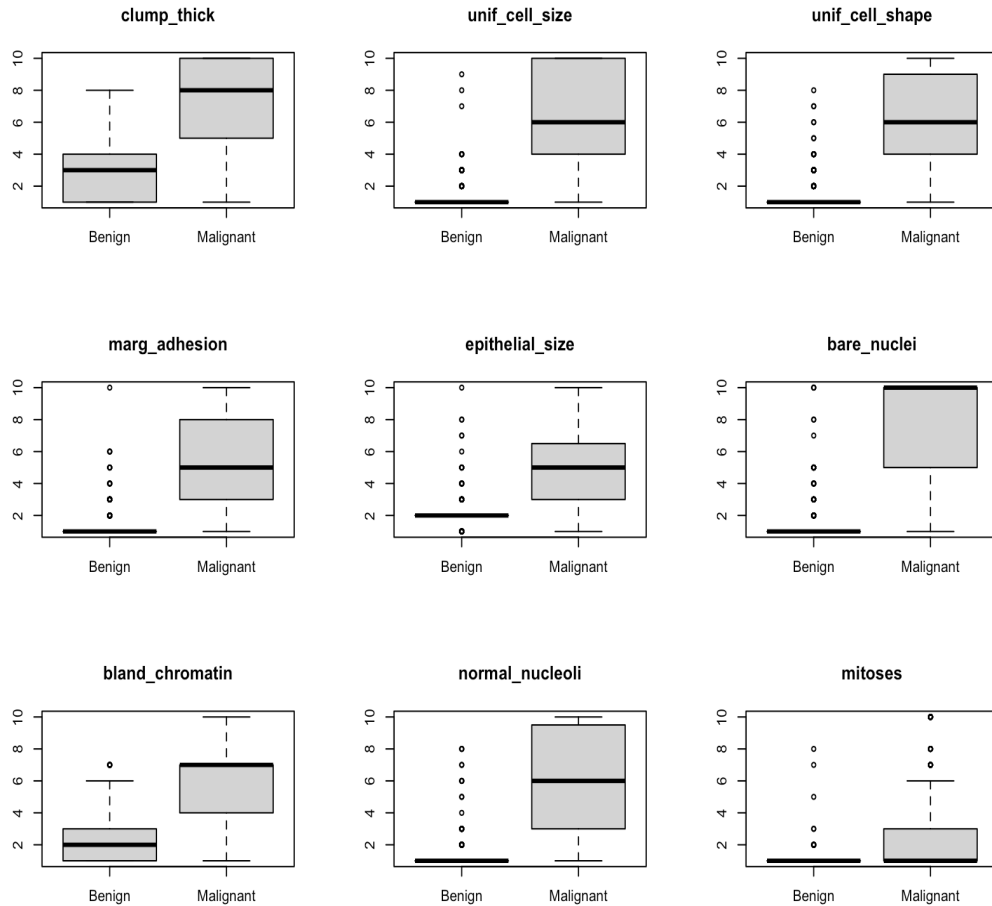 clump_thick
10
8
6
4
2
Benign Malignant
unif_cell_size
10
8
6
4
2
Benign Malignant
unif_cell_shape
10
8
6
4
2
Benign Malignant
marg_adhesion
10
8
6
4
2
Benign Malignant
epithelial_size
10
8
6
4
2
Benign Malignant
bare_nuclei
10
8
6
4
2
Benign Malignant
bland_chromatin
10
8
6
4
2
Benign Malignant
normal_nucleoli
10
8
6
4
2
Benign Malignant
mitoses
10
8
6
4
2
Benign Malignant